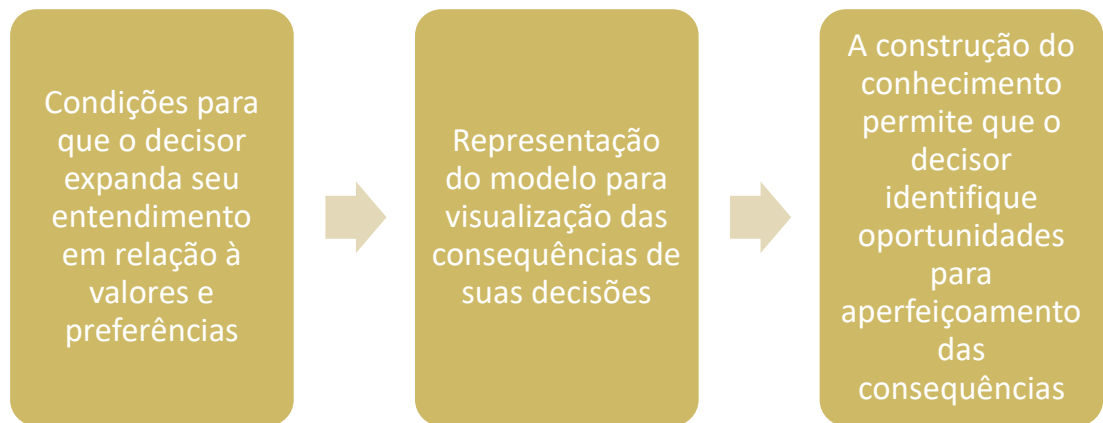 Condições para
que o decisor
expanda seu
entendimento
em relação à
valores e
preferências
Representação
do modelo para
visualização das
consequências de
suas decisões
A construção do
conhecimento
permite que o
decisor
identifique
oportunidades
para
aperfeiçoamento
das
consequências